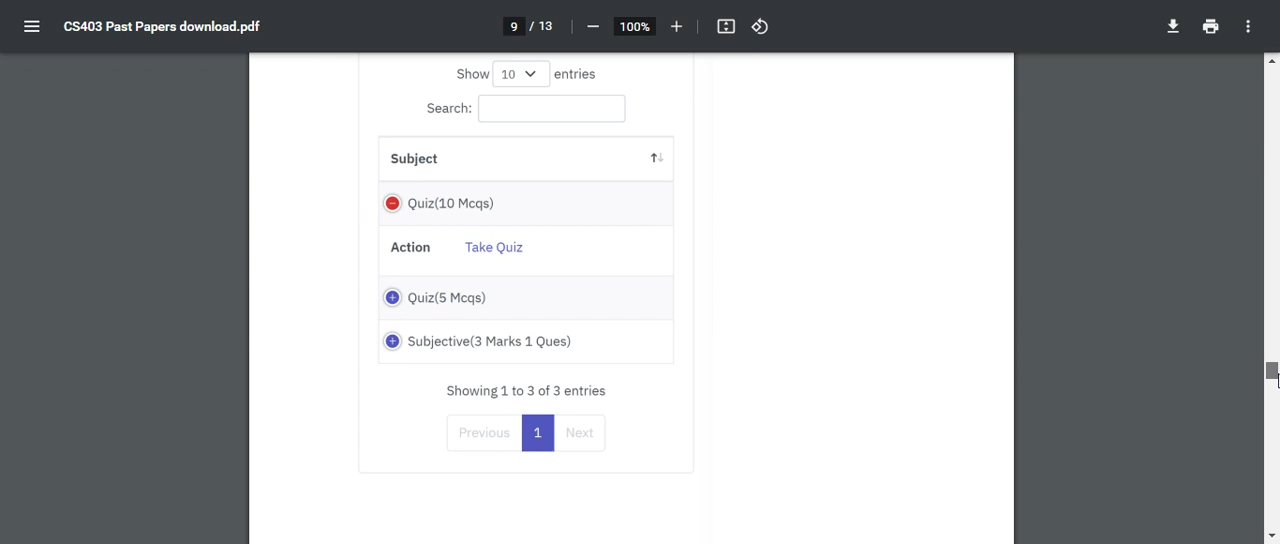 CS403 Past Papers download.pdf 9 / 13 100%
Show 10 entries
Search:
Subject
Quiz(10 Mcqs)
Action Take Quiz
Quiz(5 Mcqs)
Subjective(3 Marks 1 Ques)
Showing 1 to 3 of 3 entries
Previous 1 Next